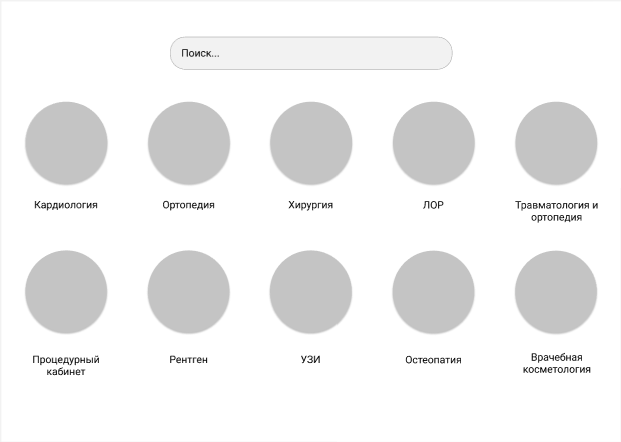 Поиск...
Кардиология
Ортопедия
Хирургия
ЛОР
Травматология и
ортопедия
Процедурный
кабинет
Рентген
УЗИ
Остеопатия
Врачебная
косметология